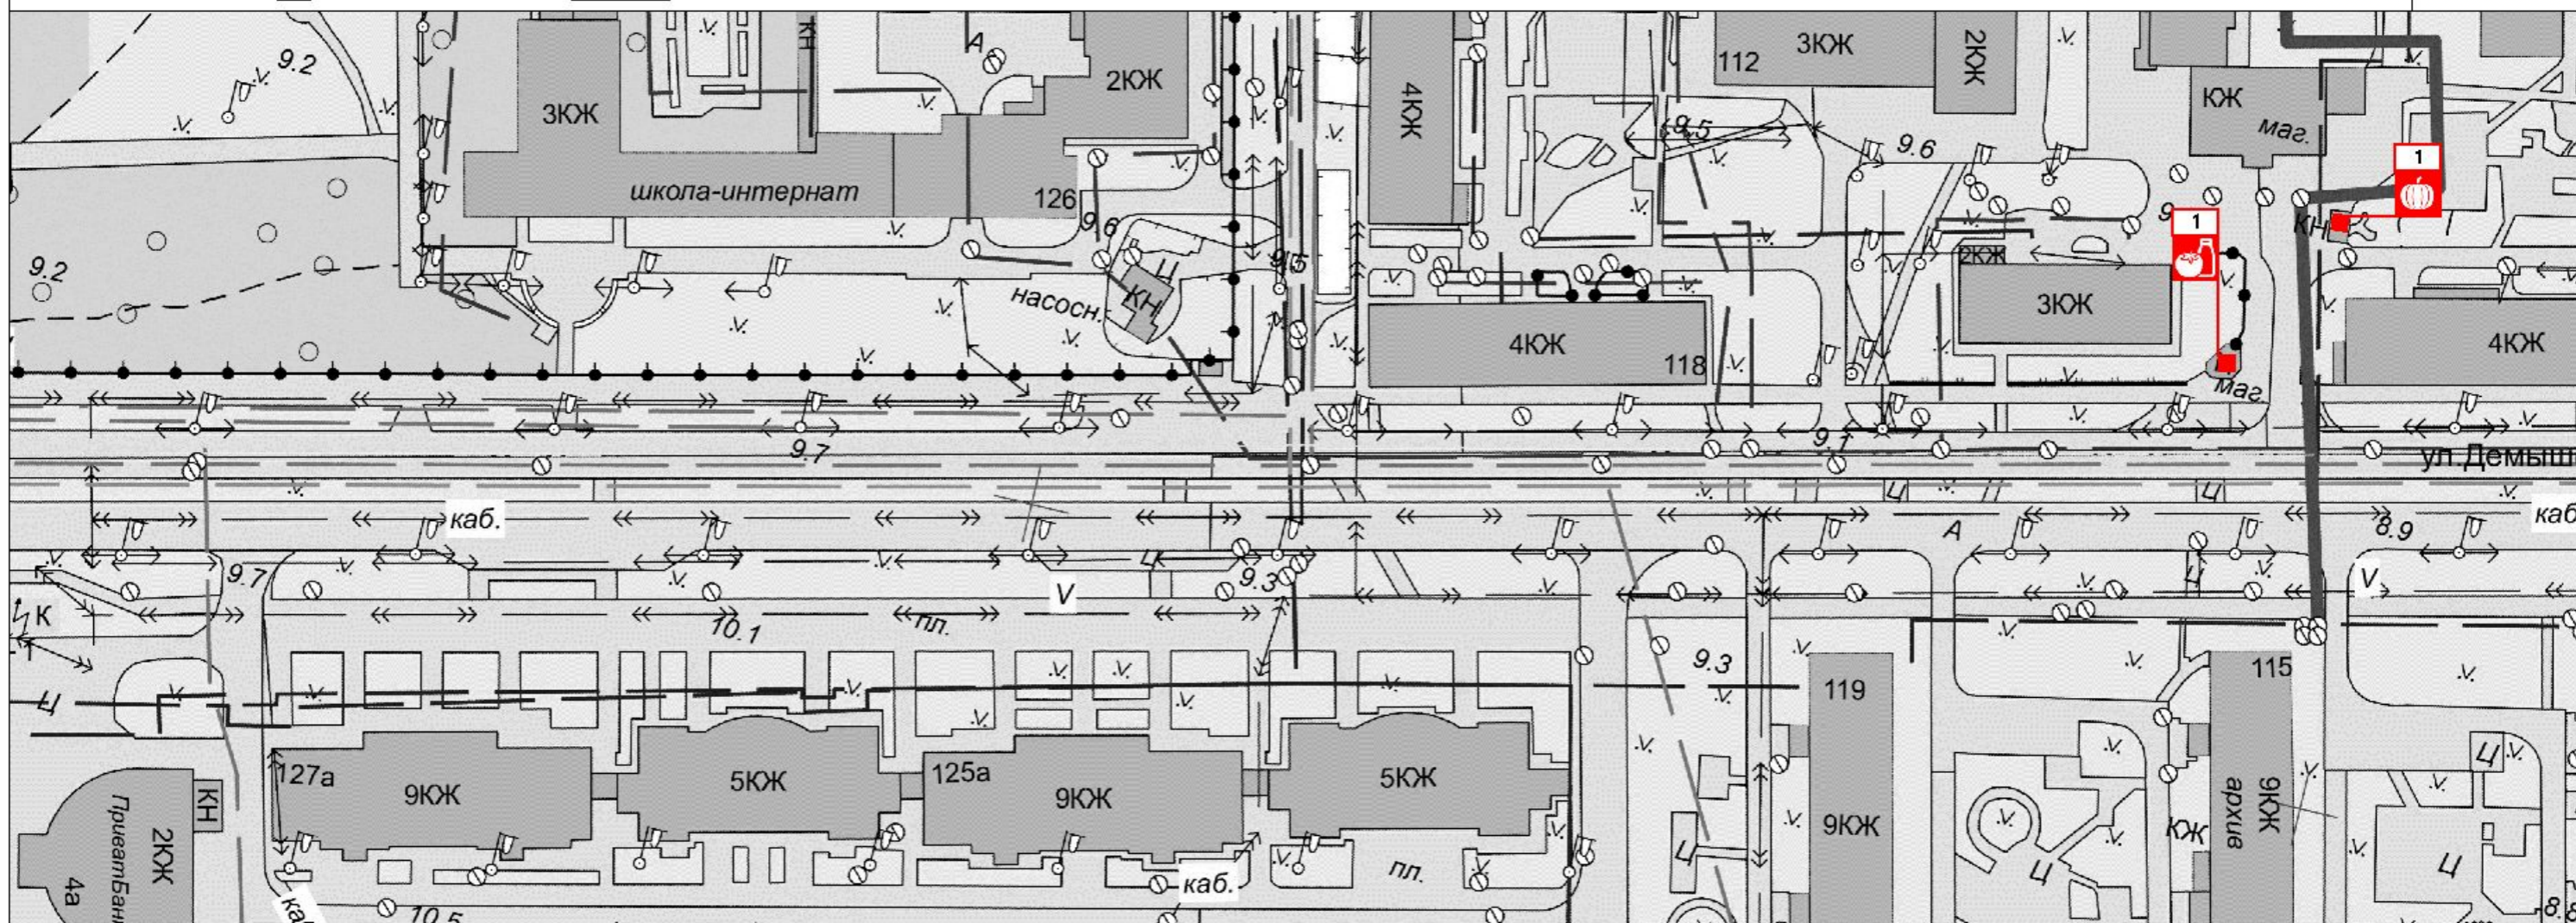 9.2
3КЖ
КН
А
2КЖ
4КЖ
112
3КЖ
2КЖ
КЖ
маг.
1
9.5
9.6
школа-интернат
126
9.6
9.2
9.5
насосн.
КН
Ц
1
КН
2КЖ
3КЖ
4КЖ
118
4КЖ
маг.
9.7
9.1
ул.Демыш
каб.
Ц
Ц
А
каб
8.9
9.7
Ц
9.3
V
Ц
V
К
10.1
пл.
9.3
119
115
Ц
127а
9КЖ
5КЖ
125а
9КЖ
5КЖ
КН
2КЖ
ПриватБан
4а
9КЖ
Ц
Ц
КЖ
архив
9КЖ
Ц
Ц
каб.
пл.
10.5